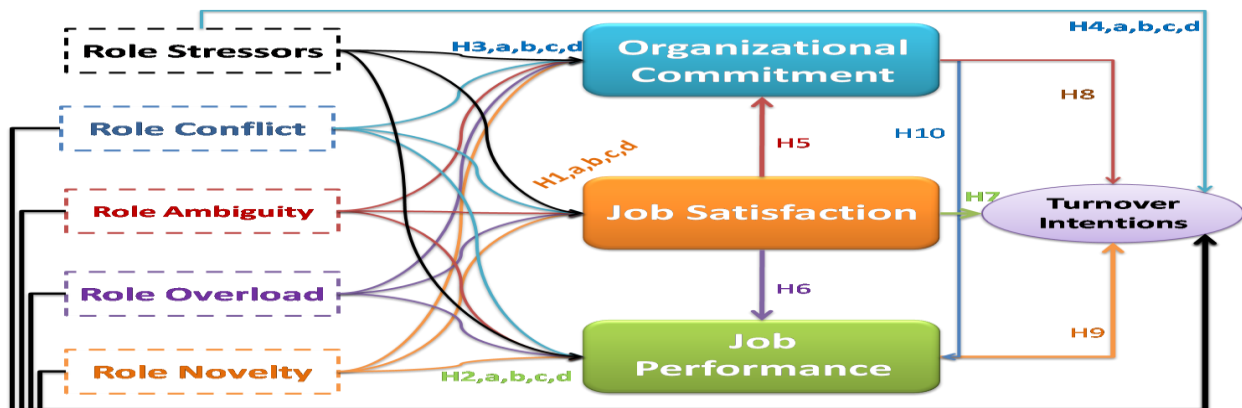 Role Stressors
Role Conflict
Role Ambiguity
Role Overload
Role Novelty
H3,a,b,c,d
H1,a,b,c,d
H2,a,b,c,d
Organizational
Commitment
H5
Job Satisfaction
H6
Job
Performance
H4,a,b,c,d
H8
H10
H7
Turnover
Intentions
H9